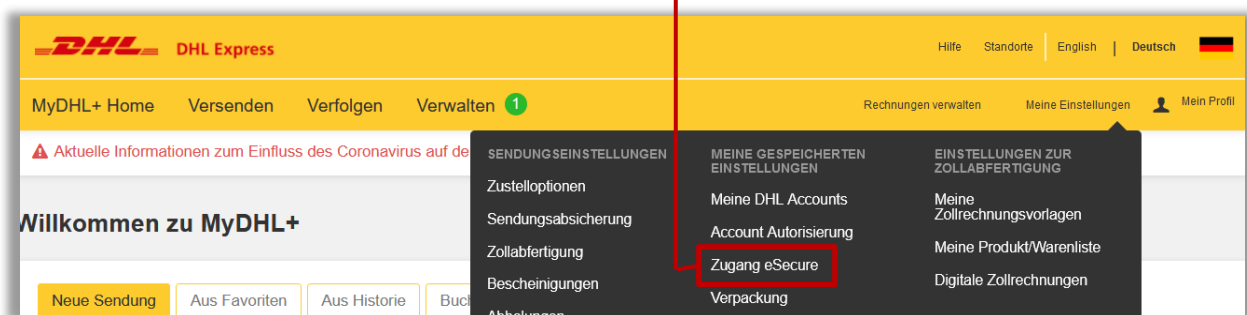 DHL DHL Express
Hilfe Standorte English | Deutsch
MyDHL+ Home Versenden Verfolgen Verwalten 1
Rechnungen verwalten Meine Einstellungen Mein Profil
Aktuelle Informationen zum Einfluss des Coronavirus auf de
Willkommen zu MyDHL+
Neue Sendung Aus Favoriten Aus Historie Buch
SENDUNGSEINSTELLUNGEN
Zustelloptionen
Sendungsabsicherung
Zollabfertigung
Bescheinigungen
Abholungen
MEINE GESPEICHERTEN
EINSTELLUNGEN
Meine DHL Accounts
Account Autorisierung
Zugang eSecure
Verpackung
EINSTELLUNGEN ZUR
ZOLLABFERTIGUNG
Meine
Zollrechnungsvorlagen
Meine Produkt/Warenliste
Digitale Zollrechnungen